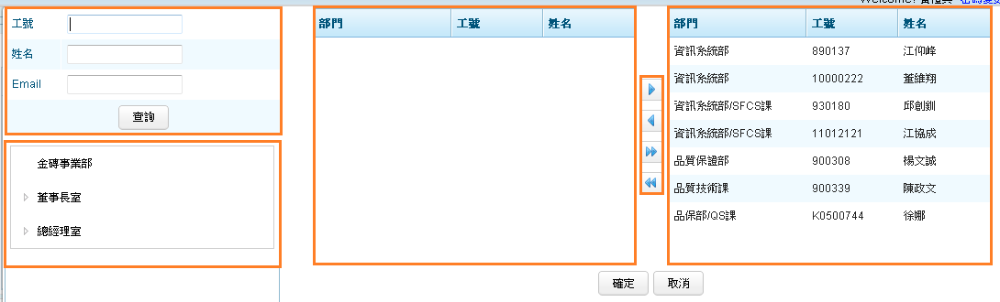 工號
姓名
Email
查詢
金磚事業部
董事長室
總經理室
部門 工號 姓名
部門 工號 姓名
資訊系統部 890137 江仰峰
資訊系統部 10000222 董維翔
資訊系統部/SFCS課 930180 邱創釧
資訊系統部/SFCS課 11012121 江協成
品質保證部 900308 楊文誠
品質技術課 900339 陳政文
品保部/QS課 K0500744 徐娜
確定 取消